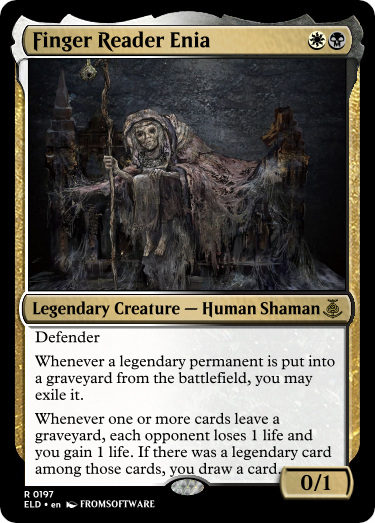 Finger Reader Enia
Legendary Creature — Human Shaman
Defender
Whenever a legendary permanent is put into
a graveyard from the battlefield, you may
exile it.
Whenever one or more cards leave a
graveyard, each opponent loses 1 life and
you gain 1 life. If there was a legendary card
among those cards, you draw a card.
0/1
R 0197
ELD • en FROMSOFTWARE